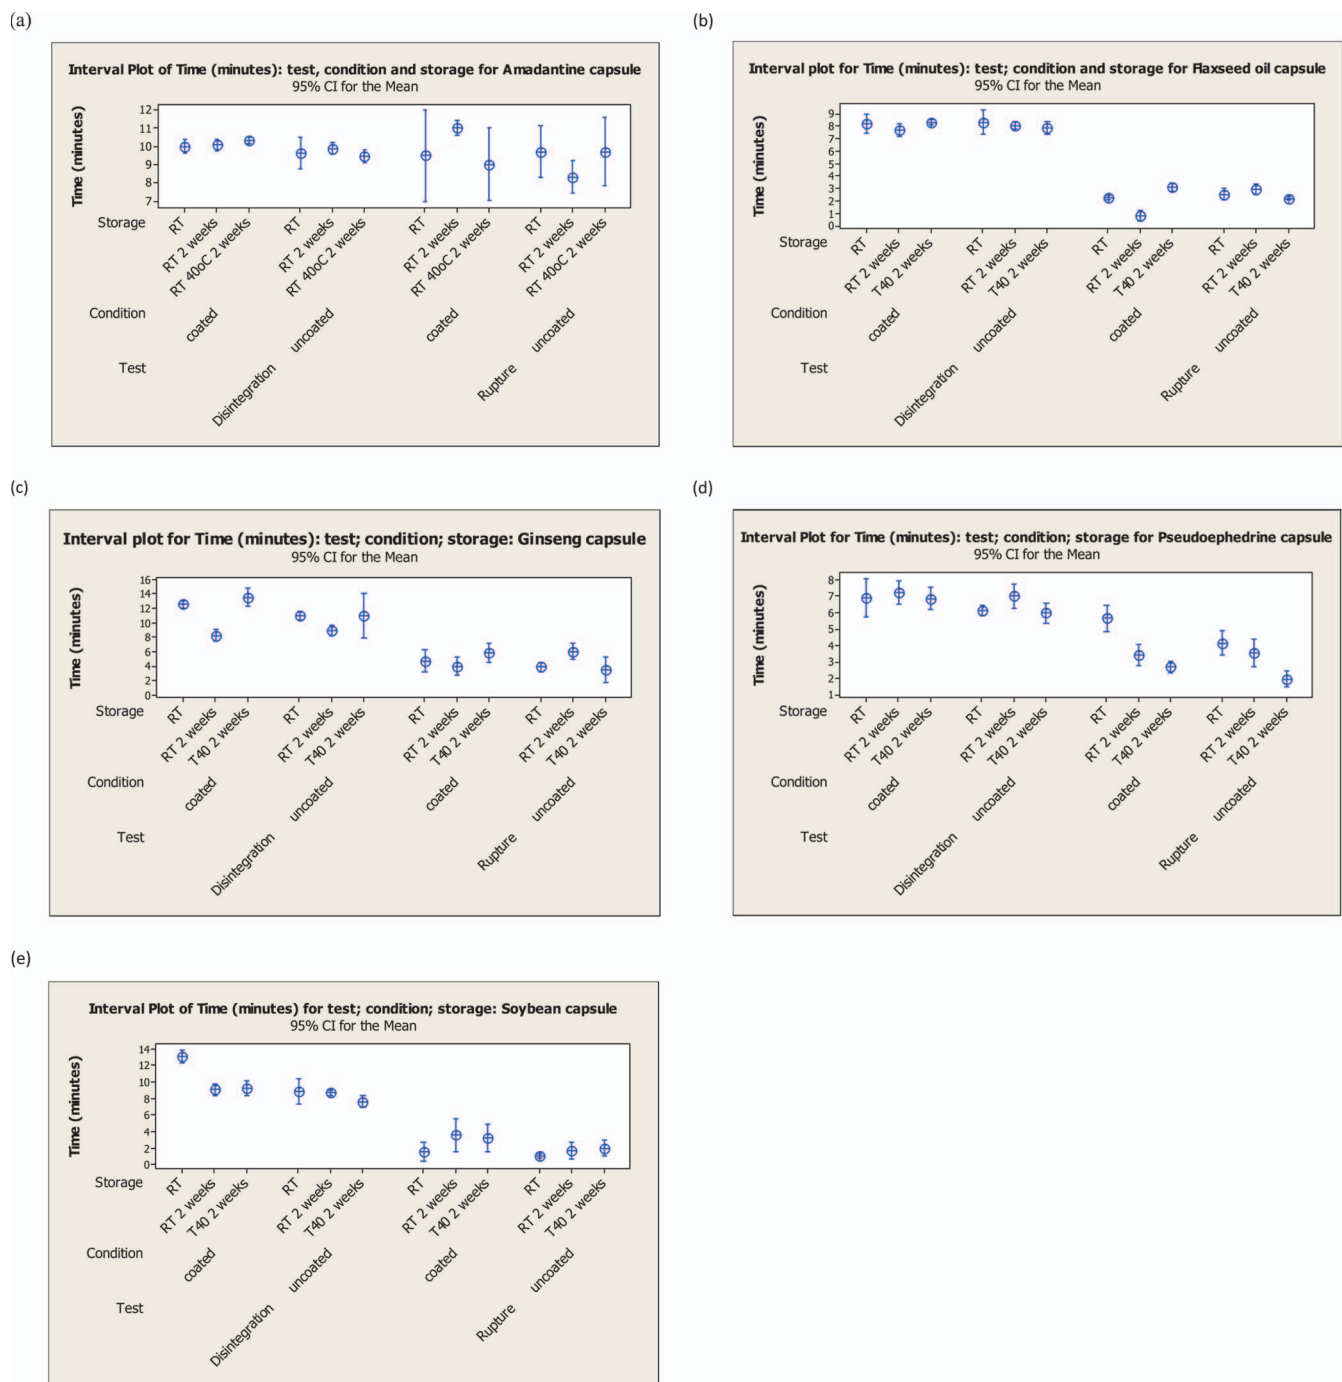 (a)
Interval Plot of Time (minutes): test, condition and storage for Amadantine capsule
95% CI for the Mean
Time (minutes)
12
11
10
9
8
7
Storage
RT
RT 2 weeks
RT 40oC 2 weeks
RT
RT 2 weeks
RT 40oC 2 weeks
RT
RT 2 weeks
RT 40oC 2 weeks
RT
RT 2 weeks
RT 40oC 2 weeks
Condition
coated
uncoated
coated
uncoated
Test
Disintegration
Rupture
(b)
Interval plot for Time (minutes): test; condition and storage for Flaxseed oil capsule
95% CI for the Mean
Time (minutes)
9
8
7
6
5
4
3
2
1
0
Storage
RT
RT 2 weeks
T40 2 weeks
RT
RT 2 weeks
T40 2 weeks
RT
RT 2 weeks
T40 2 weeks
RT
RT 2 weeks
T40 2 weeks
Condition
coated
uncoated
coated
uncoated
Test
Disintegration
Rupture
(c)
Interval plot for Time (minutes): test; condition; storage: Ginseng capsule
95% CI for the Mean
Time (minutes)
16
14
12
10
8
6
4
2
0
Storage
RT
RT 2 weeks
T40 2 weeks
RT
RT 2 weeks
T40 2 weeks
RT
RT 2 weeks
T40 2 weeks
RT
RT 2 weeks
T40 2 weeks
Condition
coated
uncoated
coated
uncoated
Test
Disintegration
Rupture
(d)
Interval Plot for Time (minutes): test; condition; storage for Pseudoephedrine capsule
95% CI for the Mean
Time (minutes)
8
7
6
5
4
3
2
1
Storage
RT
RT 2 weeks
T40 2 weeks
RT
RT 2 weeks
T40 2 weeks
RT
RT 2 weeks
T40 2 weeks
RT
RT 2 weeks
T40 2 weeks
Condition
coated
uncoated
coated
uncoated
Test
Disintegration
Rupture
(e)
Interval Plot of Time (minutes) for test; condition; storage: Soybean capsule
95% CI for the Mean
Time (minutes)
14
12
10
8
6
4
2
0
Storage
RT
RT 2 weeks
T40 2 weeks
RT
RT 2 weeks
T40 2 weeks
RT
RT 2 weeks
T40 2 weeks
RT
RT 2 weeks
T40 2 weeks
Condition
coated
uncoated
coated
uncoated
Test
Disintegration
Rupture